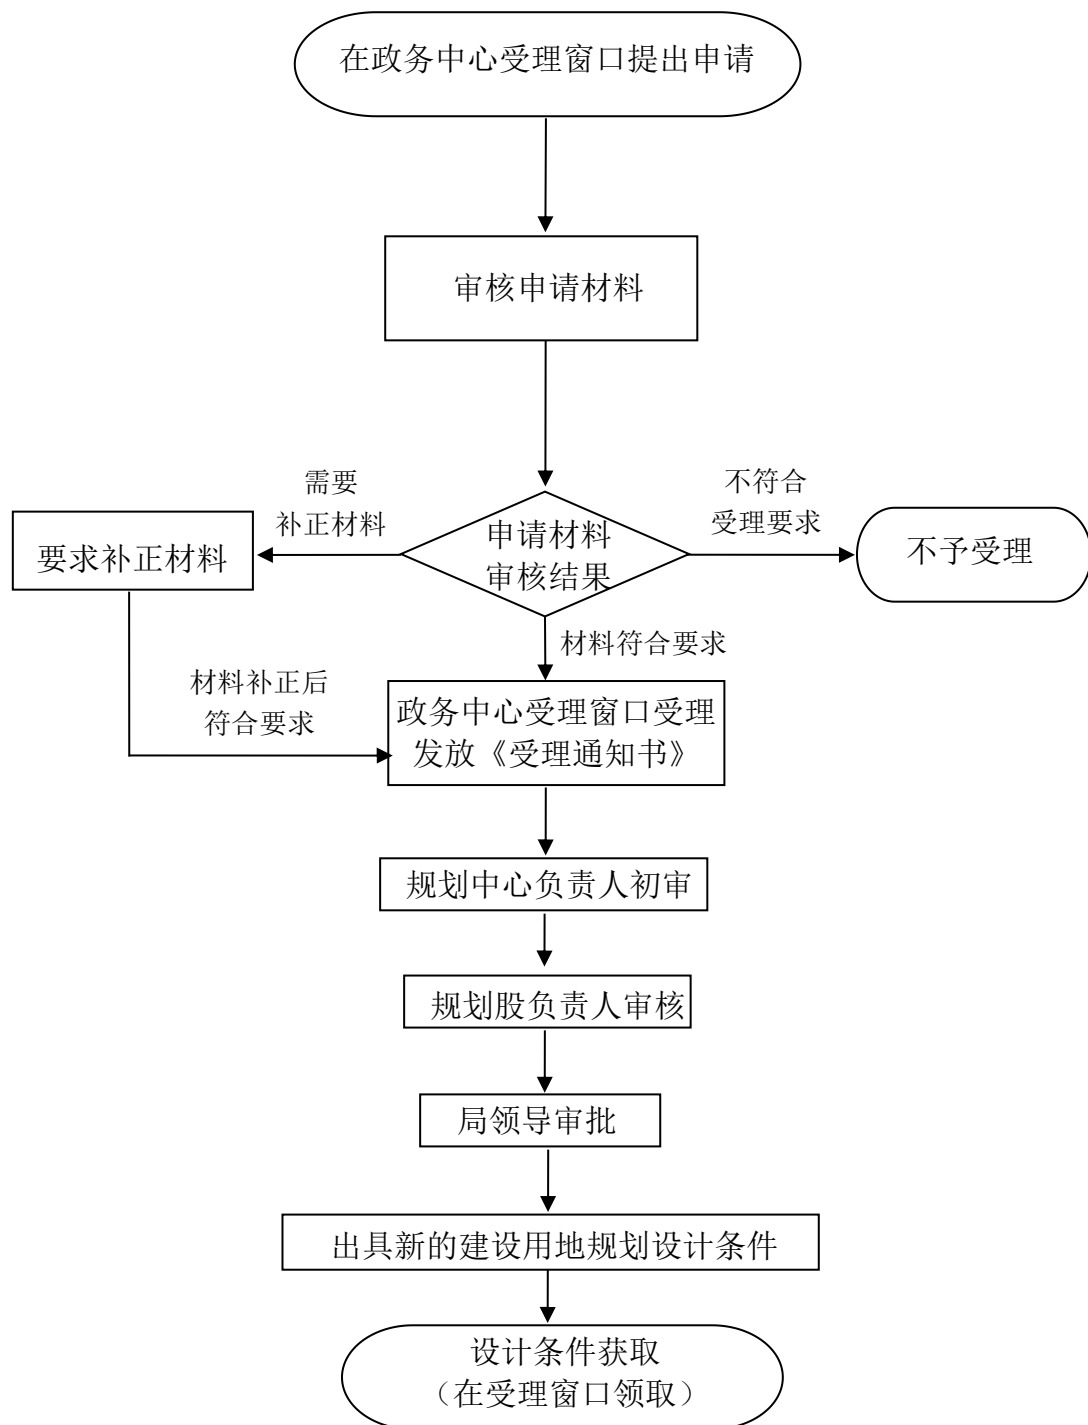 在政务中心受理窗口提出申请
审核申请材料
需要
补正材料
不符合
受理要求
要求补正材料
申请材料
审核结果
不予受理
材料符合要求
材料补正后
符合要求
政务中心受理窗口受理
发放《受理通知书》
规划中心负责人初审
规划股负责人审核
局领导审批
出具新的建设用地规划设计条件
设计条件获取
（在受理窗口领取）